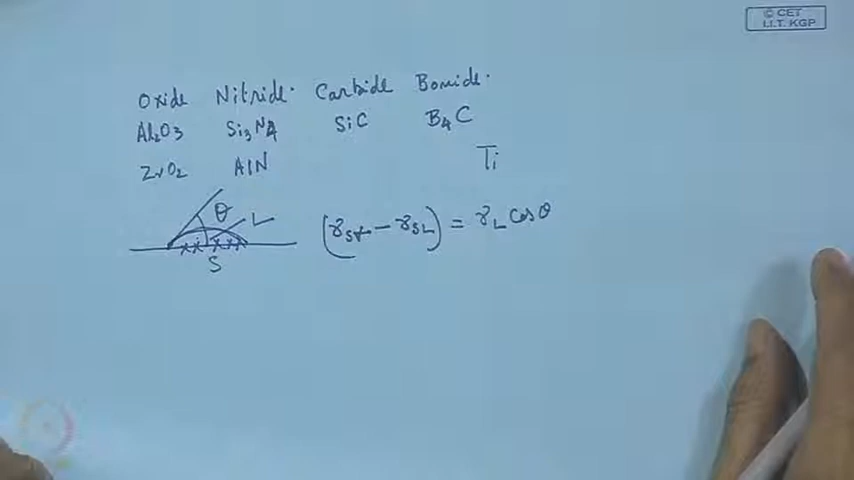 © CET
I.I.T. KGP
Oxide Nitride. Carbide Boride.
Al₂O₃ Si₃N₄ SiC B₄C
ZrO₂ AlN Ti
θ L (γSV − γSL) = γL Cosθ
S